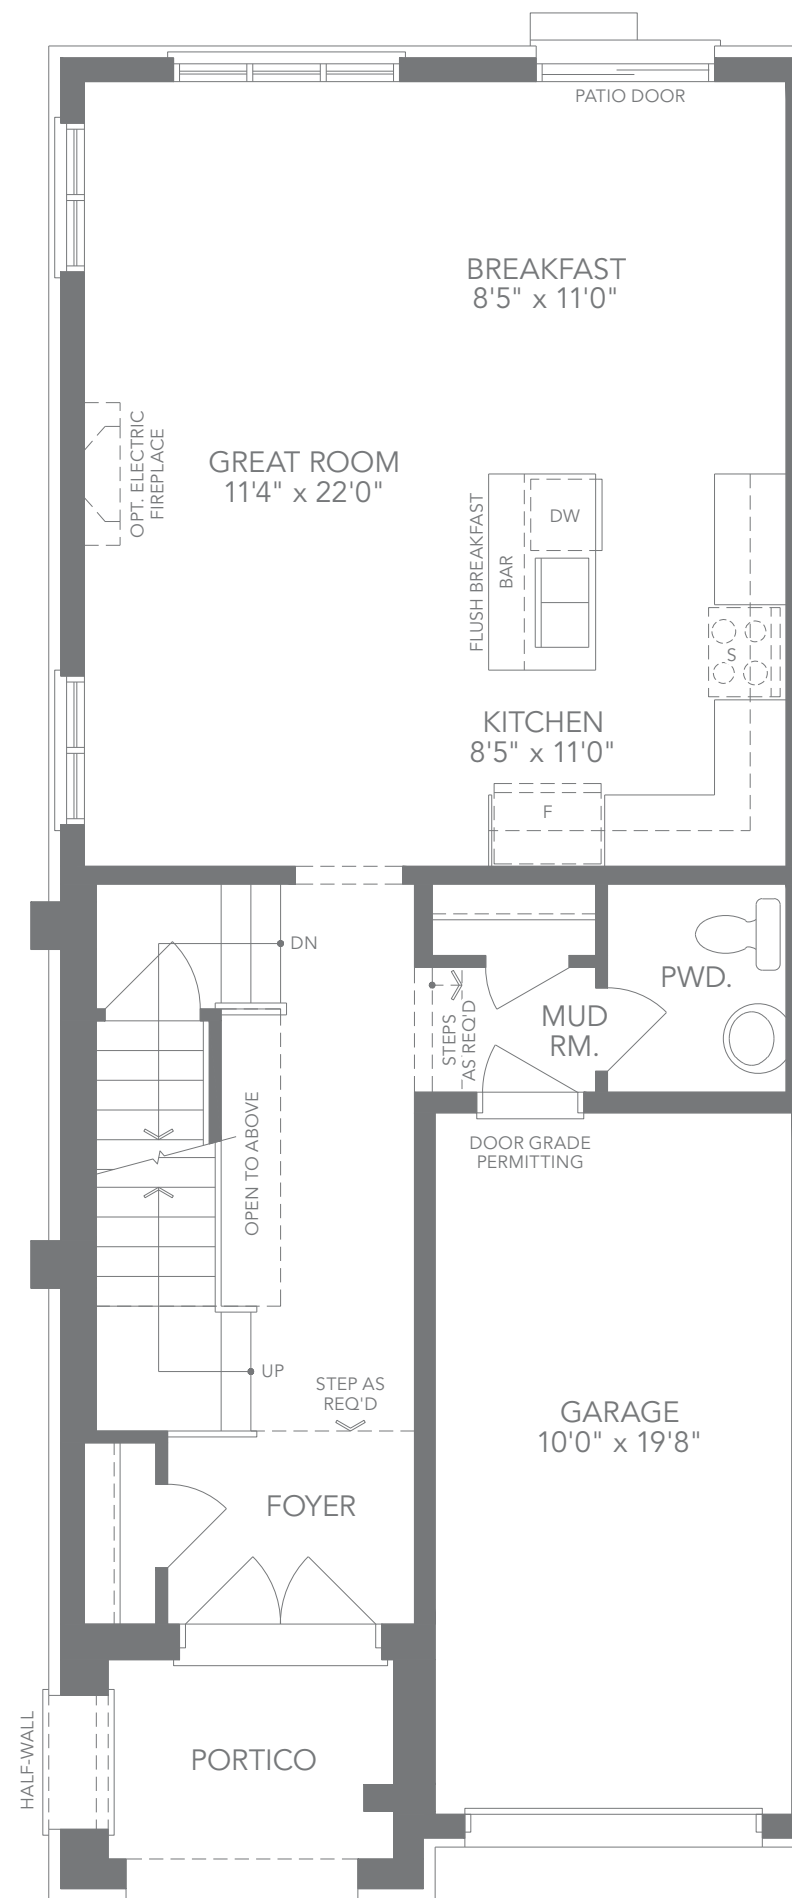 PATIO DOOR
BREAKFAST
8'5" x 11'0"
OPT. ELECTRIC
FIREPLACE
GREAT ROOM
11'4" x 22'0"
FLUSH BREAKFAST
BAR
DW
S
KITCHEN
8'5" x 11'0"
F
DN
PWD.
STEPS
AS REQ'D
MUD
RM.
OPEN TO ABOVE
DOOR GRADE
PERMITTING
UP
STEP AS
REQ'D
GARAGE
10'0" x 19'8"
FOYER
HALF-WALL
PORTICO